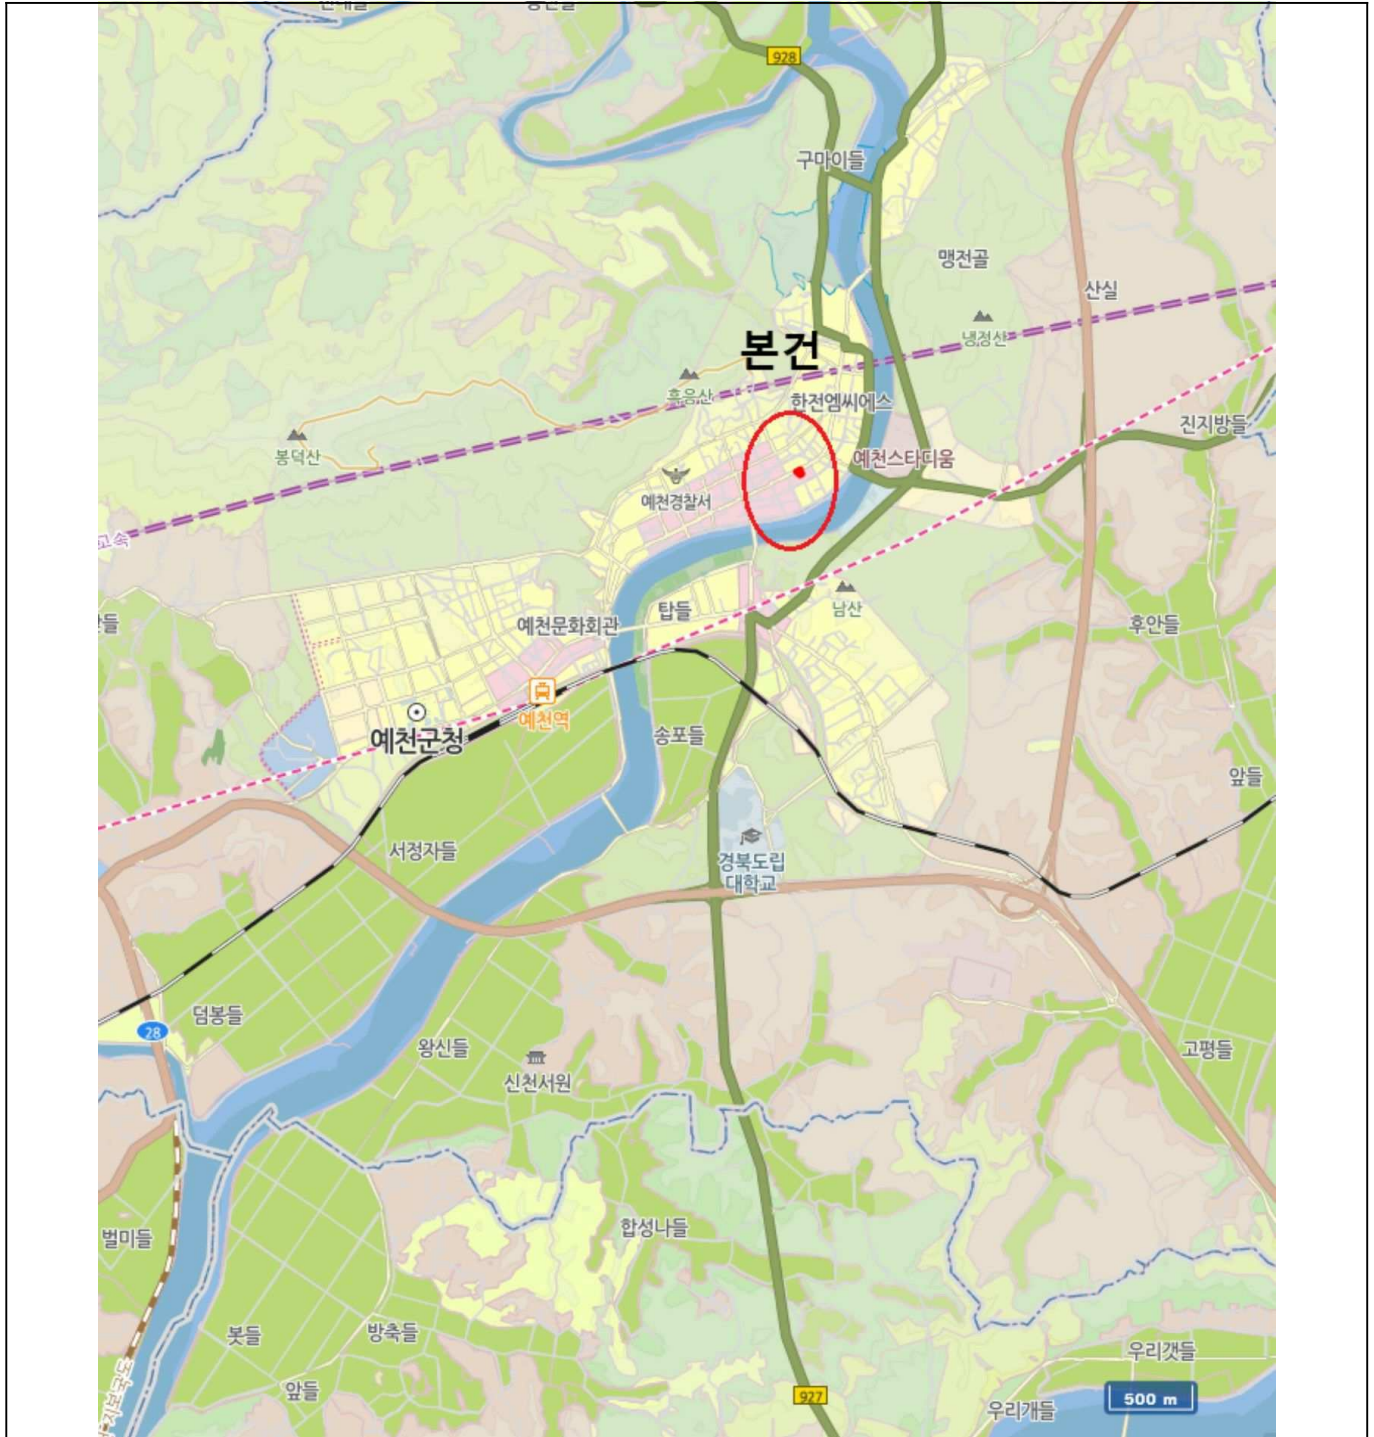 928
구마이들
맹전골
산실
냉정산
본건
흑응산
한전엠씨에스
진지방들
봉덕산
예천스타디움
예천경찰서
고속
탑들
남산
예천문화회관
후안들
예천역
예천군청
송포들
앞들
서정자들
경북도립
대학교
덤봉들
28
왕신들
고평들
신천서원
합성나들
벌미들
봇들
방축들
우리갯들
앞들
927
500 m
우리개들